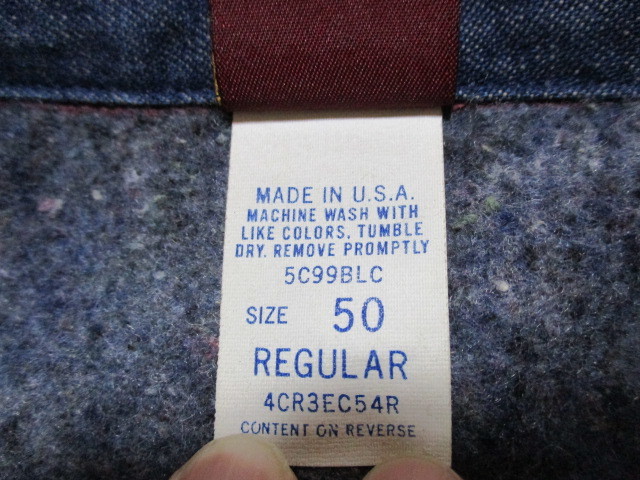 MADE IN U.S.A.
MACHINE WASH WITH
LIKE COLORS. TUMBLE
DRY. REMOVE PROMPTLY
5C99BLC
SIZE 50
REGULAR
4CR3EC54R
CONTENT ON REVERSE